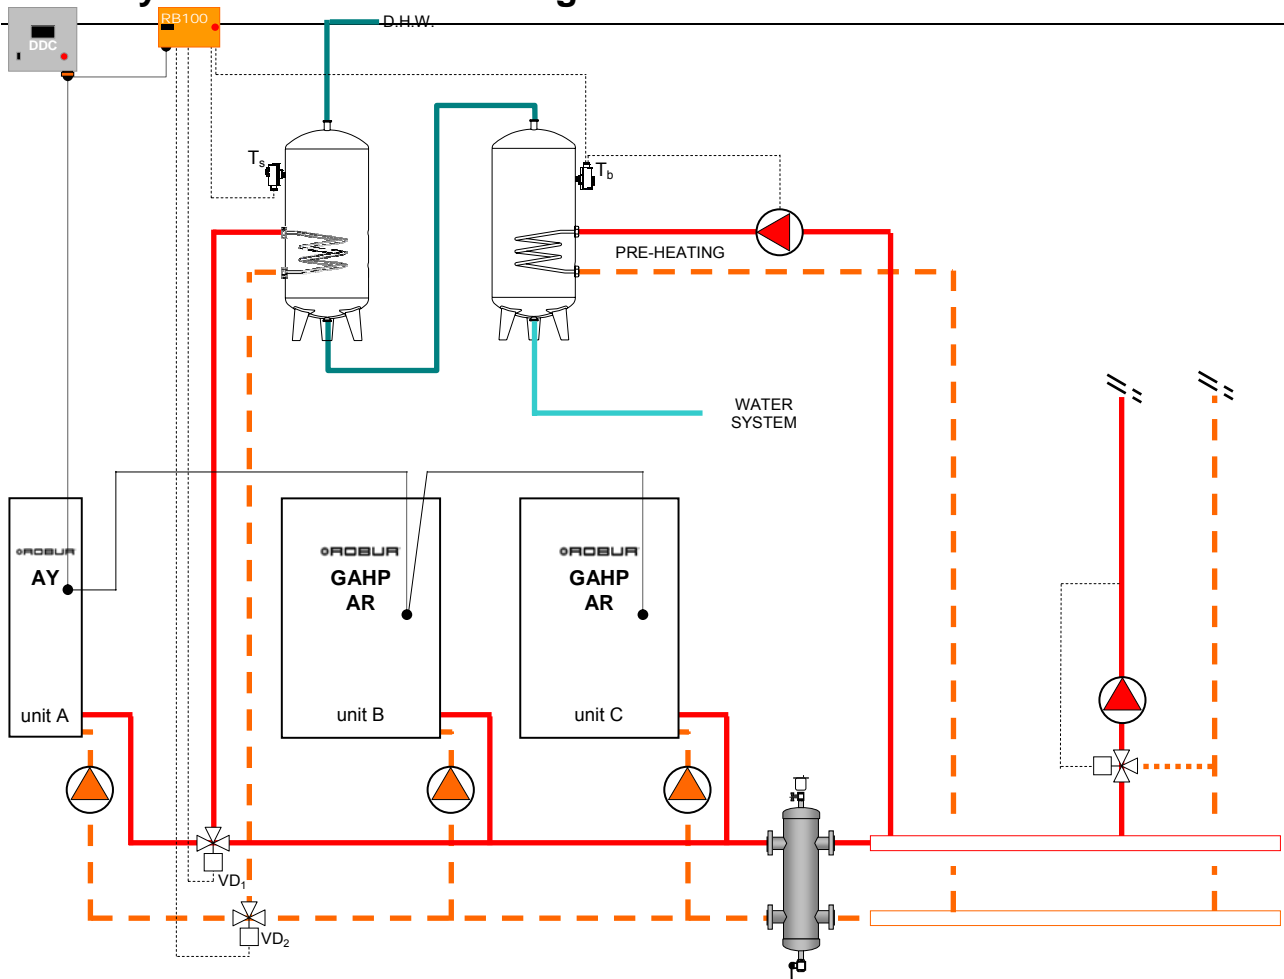 RB100
D.H.W.
DDC
Ts
Tb
PRE-HEATING
WATER
SYSTEM
ROBUR
AY
unit A
ROBUR
GAHP
AR
unit B
ROBUR
GAHP
AR
unit C
VD1
VD2